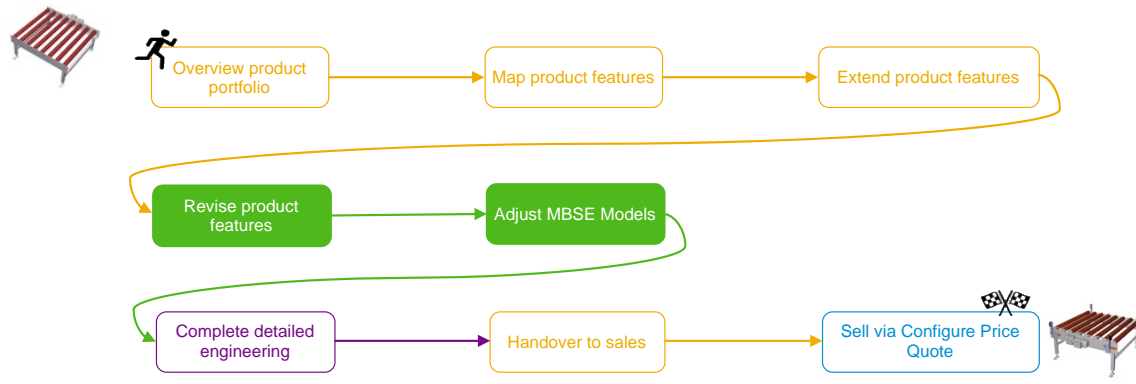 Overview product
portfolio
Map product features
Extend product features
Revise product
features
Adjust MBSE Models
Complete detailed
engineering
Handover to sales
Sell via Configure Price
Quote